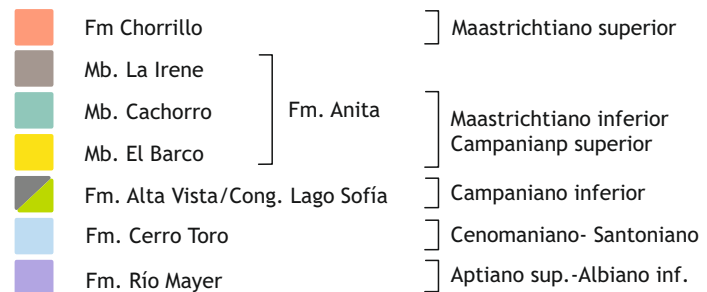 Fm Chorrillo
Maastrichtiano superior
Mb. La Irene
Mb. Cachorro
Fm. Anita
Maastrichtiano inferior
Campanianp superior
Mb. El Barco
Fm. Alta Vista/Cong. Lago Sofía
Campaniano inferior
Fm. Cerro Toro
Cenomaniano- Santoniano
Fm. Río Mayer
Aptiano sup.-Albiano inf.